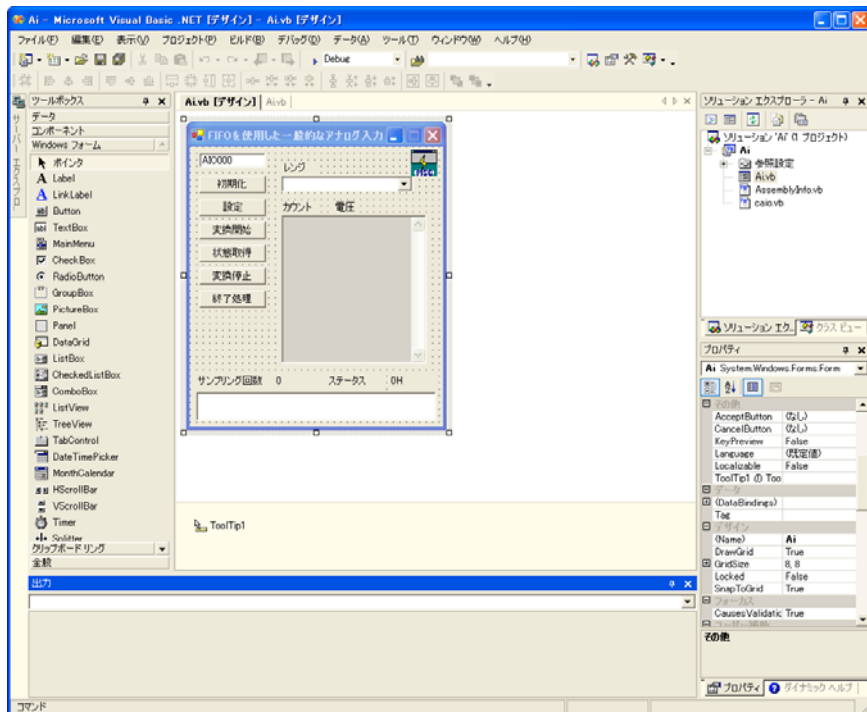 Ai - Microsoft Visual Basic .NET [デザイン] - Ai.vb [デザイン]
ファイル(F) 編集(E) 表示(V) プロジェクト(P) ビルド(B) デバッグ(D) データ(A) ツール(T) ウィンドウ(W) ヘルプ(H)
Debug
サーバー エクスプロ
ツールボックス
データ
コンポーネント
Windows フォーム
ポインタ
Label
LinkLabel
Button
TextBox
MainMenu
CheckBox
RadioButton
GroupBox
PictureBox
Panel
DataGrid
ListBox
CheckedListBox
ComboBox
ListView
TreeView
TabControl
DateTimePicker
MonthCalendar
HScrollBar
VScrollBar
Timer
Splitter
クリップボード リング
全般
Ai.vb [デザイン] Ai.vb
FIFOを使用した一般的なアナログ入力
AIO000
レンジ
初期化
設定
カウント 電圧
変換開始
状態取得
変換停止
終了処理
サンプリング回数 0 ステータス 0H
ToolTip1
ソリューション エクスプローラ - Ai
ソリューション 'Ai' (1 プロジェクト)
Ai
参照設定
Ai.vb
AssemblyInfo.vb
caio.vb
ソリューション エク... クラス ビュー
プロパティ
Ai System.Windows.Forms.Form
その他
AcceptButton (なし)
CancelButton (なし)
KeyPreview False
Language (既定値)
Localizable False
ToolTip1 の Too
データ
(DataBindings)
Tag
デザイン
(Name) Ai
DrawGrid True
GridSize 8, 8
Locked False
SnapToGrid True
フォーカス
CausesValidatic True
ユーザー補助
その他
プロパティ ダイナミック ヘルプ
出力
コマンド